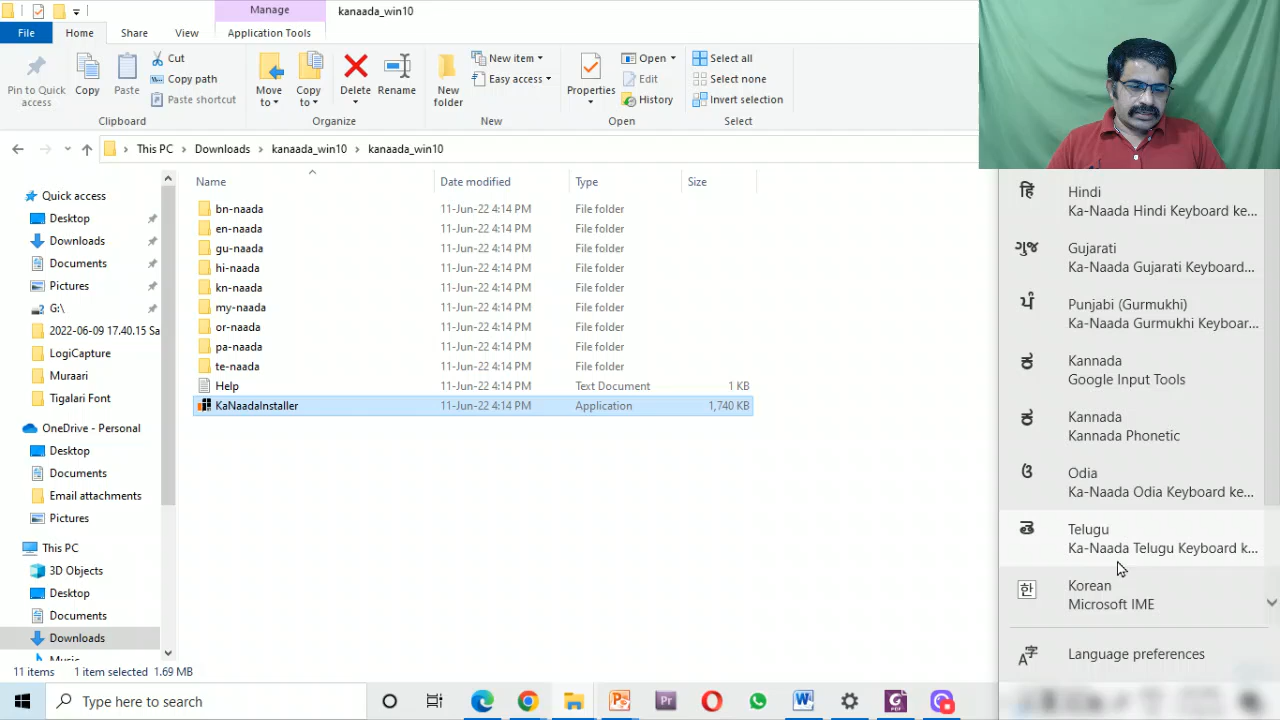 Manage
kanaada_win10
File
Home
Share
View
Application Tools
Pin to Quick access
Copy
Paste
Cut
Copy path
Paste shortcut
Move to
Copy to
Delete
Rename
New folder
New item
Easy access
Properties
Open
Edit
History
Select all
Select none
Invert selection
Clipboard
Organize
New
Open
Select
This PC
Downloads
kanaada_win10
kanaada_win10
Name
Date modified
Type
Size
Quick access
Desktop
Downloads
Documents
Pictures
G:\
2022-06-09 17.40.15 Sa
LogiCapture
Muraari
Tigalari Font
OneDrive - Personal
Desktop
Documents
Email attachments
Pictures
This PC
3D Objects
Desktop
Documents
Downloads
Music
bn-naada 11-Jun-22 4:14 PM File folder
en-naada 11-Jun-22 4:14 PM File folder
gu-naada 11-Jun-22 4:14 PM File folder
hi-naada 11-Jun-22 4:14 PM File folder
kn-naada 11-Jun-22 4:14 PM File folder
my-naada 11-Jun-22 4:14 PM File folder
or-naada 11-Jun-22 4:14 PM File folder
pa-naada 11-Jun-22 4:14 PM File folder
te-naada 11-Jun-22 4:14 PM File folder
Help 11-Jun-22 4:14 PM Text Document 1 KB
KaNaadaInstaller 11-Jun-22 4:14 PM Application 1,740 KB
हिं Hindi
Ka-Naada Hindi Keyboard ke...
ગુજ Gujarati
Ka-Naada Gujarati Keyboard...
ਪੰ Punjabi (Gurmukhi)
Ka-Naada Gurmukhi Keyboar...
ಕ Kannada
Google Input Tools
ಕ Kannada
Kannada Phonetic
ଓ Odia
Ka-Naada Odia Keyboard ke...
తె Telugu
Ka-Naada Telugu Keyboard k...
한 Korean
Microsoft IME
A字 Language preferences
11 items
1 item selected 1.69 MB
Type here to search